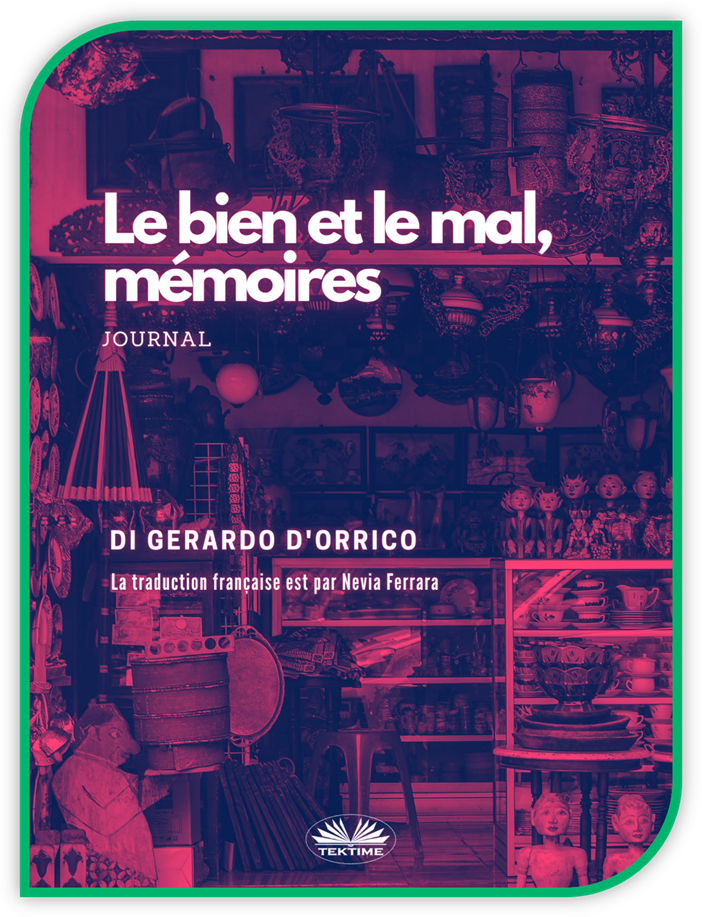 Le bien et le mal,
mémoires
JOURNAL
DI GERARDO D'ORRICO
La traduction française est par Nevia Ferrara
TEKTIME